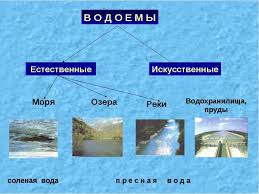 В О Д О Е М Ы
Естественные Искусственные
Моря Озера Реки Водохранилища,
пруды
соленая вода п р е с н а я в о д а